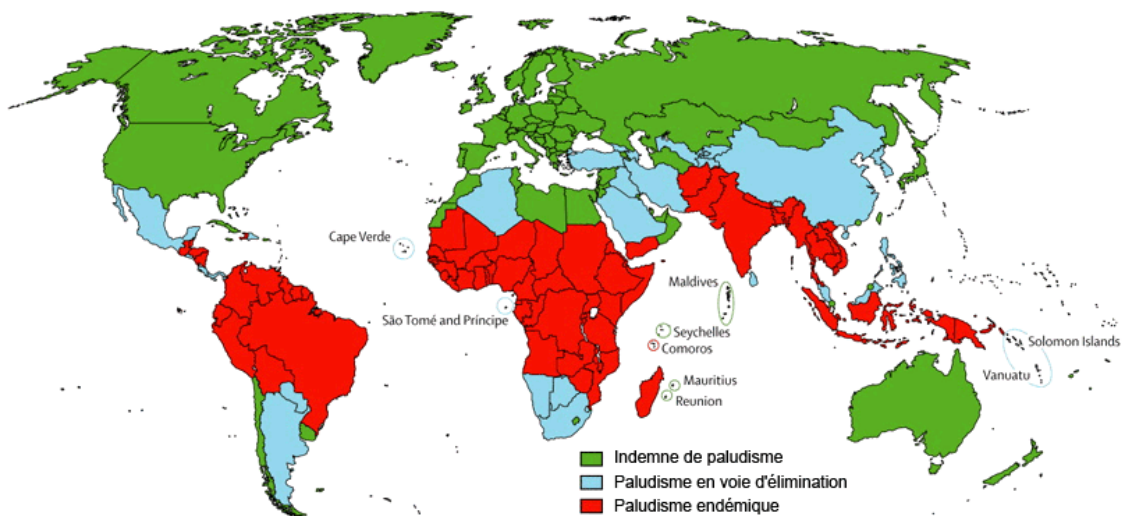 Cape Verde
São Tomé and Príncipe
Maldives
Seychelles
Comoros
Mauritius
Reunion
Solomon Islands
Vanuatu
Indemne de paludisme
Paludisme en voie d'élimination
Paludisme endémique